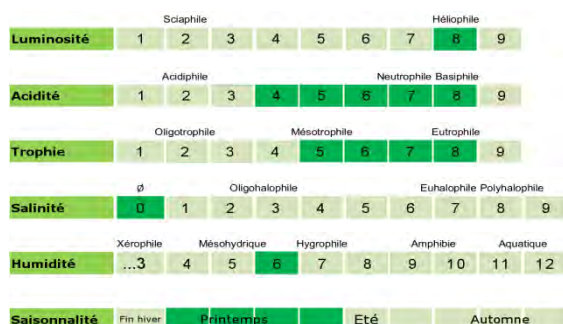 Sciaphile Héliophile
Luminosité 1 2 3 4 5 6 7 8 9
Acidiphile Neutrophile Basiphile
Acidité 1 2 3 4 5 6 7 8 9
Oligotrophile Mésotrophile Eutrophile
Trophie 1 2 3 4 5 6 7 8 9
Ø Oligohalophile Euhalophile Polyhalophile
Salinité 0 1 2 3 4 5 6 7 8 9
Xérophile Mésohydrique Hygrophile Amphibie Aquatique
Humidité ...3 4 5 6 7 8 9 10 11 12
Saisonnalité Fin hiver Printemps Eté Automne